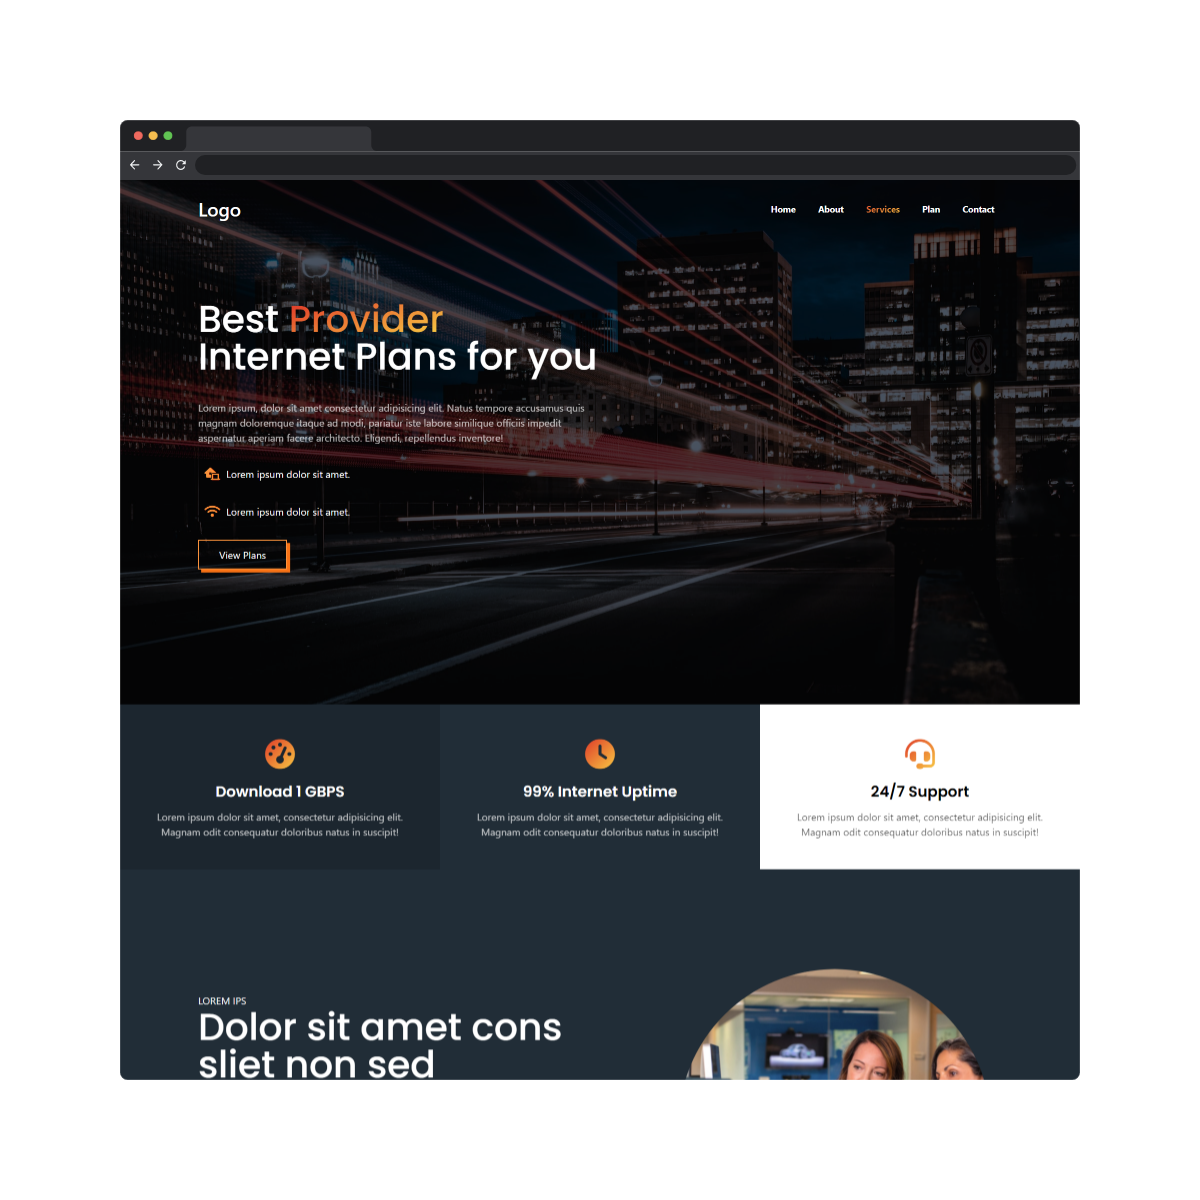 Logo
Home About Services Plan Contact
Best Provider
Internet Plans for you
Lorem ipsum, dolor sit amet consectetur adipisicing elit. Natus tempore accusamus quis
magnam doloremque itaque ad modi, pariatur iste labore similique officiis impedit
aspernatur aperiam facere architecto. Eligendi, repellendus inventore!
Lorem ipsum dolor sit amet.
Lorem ipsum dolor sit amet.
View Plans
Download 1 GBPS
Lorem ipsum dolor sit amet, consectetur adipisicing elit.
Magnam odit consequatur doloribus natus in suscipit!
99% Internet Uptime
Lorem ipsum dolor sit amet, consectetur adipisicing elit.
Magnam odit consequatur doloribus natus in suscipit!
24/7 Support
Lorem ipsum dolor sit amet, consectetur adipisicing elit.
Magnam odit consequatur doloribus natus in suscipit!
LOREM IPS
Dolor sit amet cons
sliet non sed